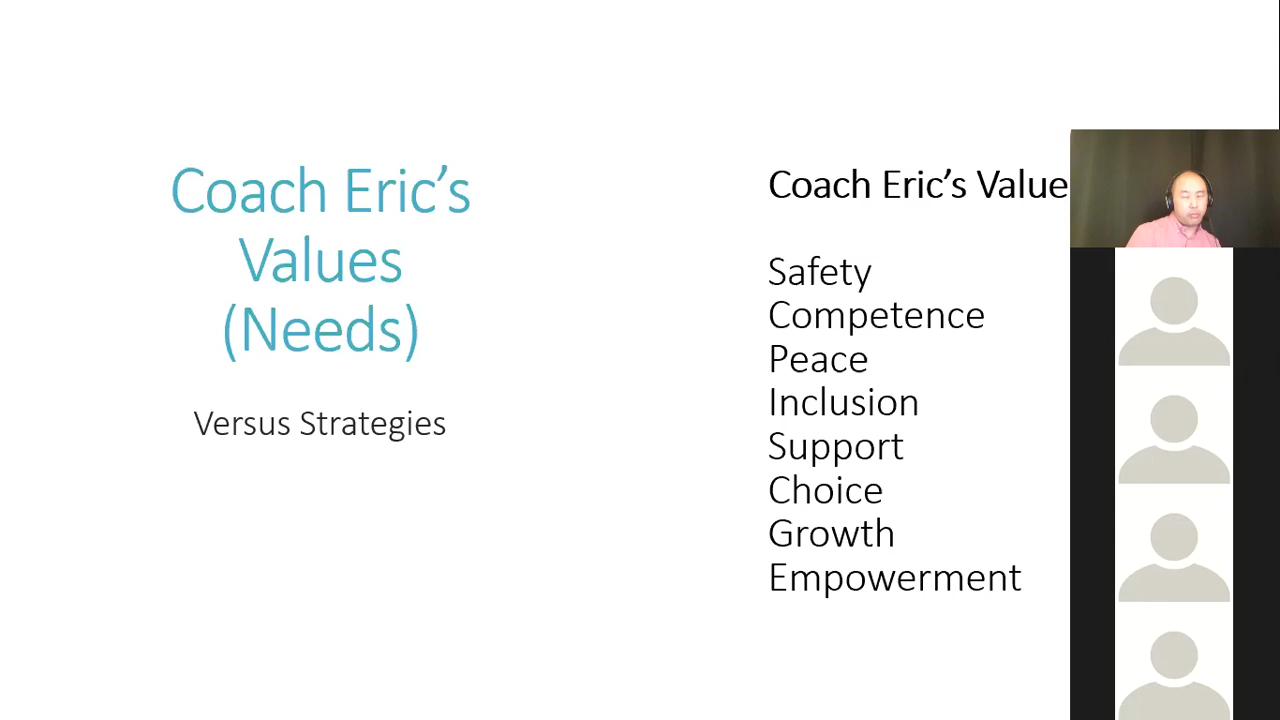 Coach Eric's
Values
(Needs)
Versus Strategies
Coach Eric's Value
Safety
Competence
Peace
Inclusion
Support
Choice
Growth
Empowerment